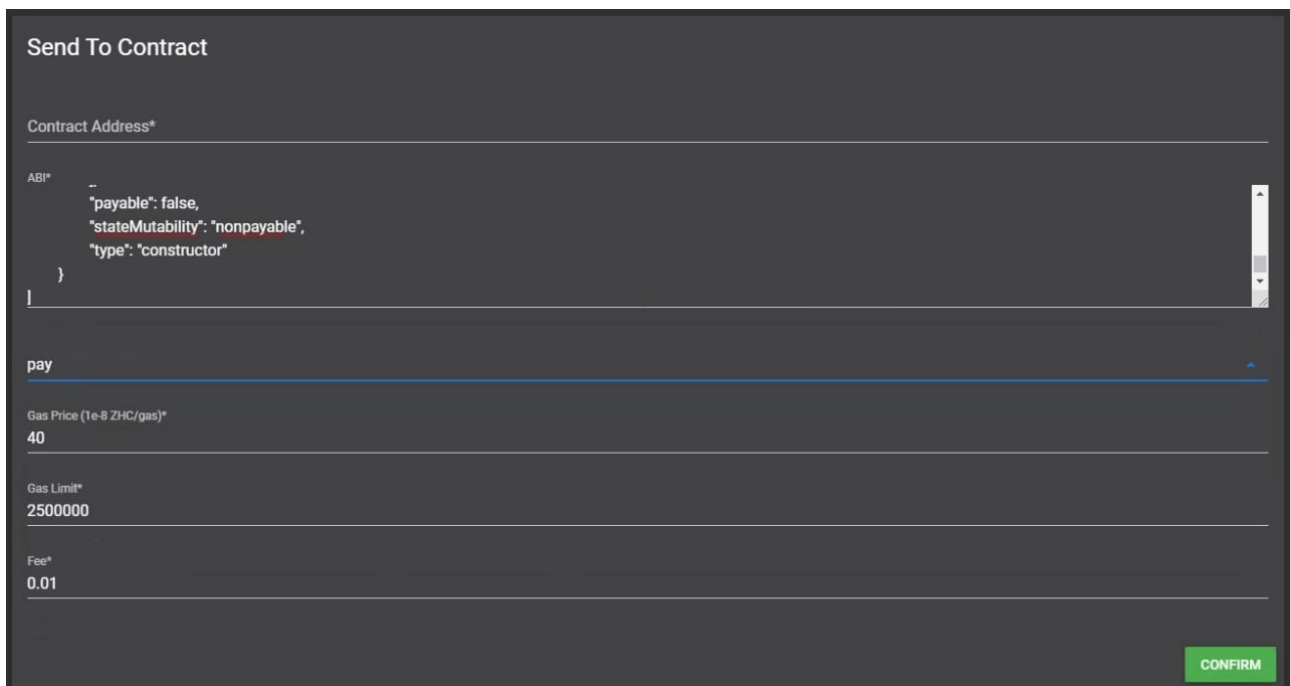 Send To Contract
Contract Address*
ABI*
"payable": false,
"stateMutability": "nonpayable",
"type": "constructor"
}
]
pay
Gas Price (1e-8 ZHC/gas)*
40
Gas Limit*
2500000
Fee*
0.01
CONFIRM